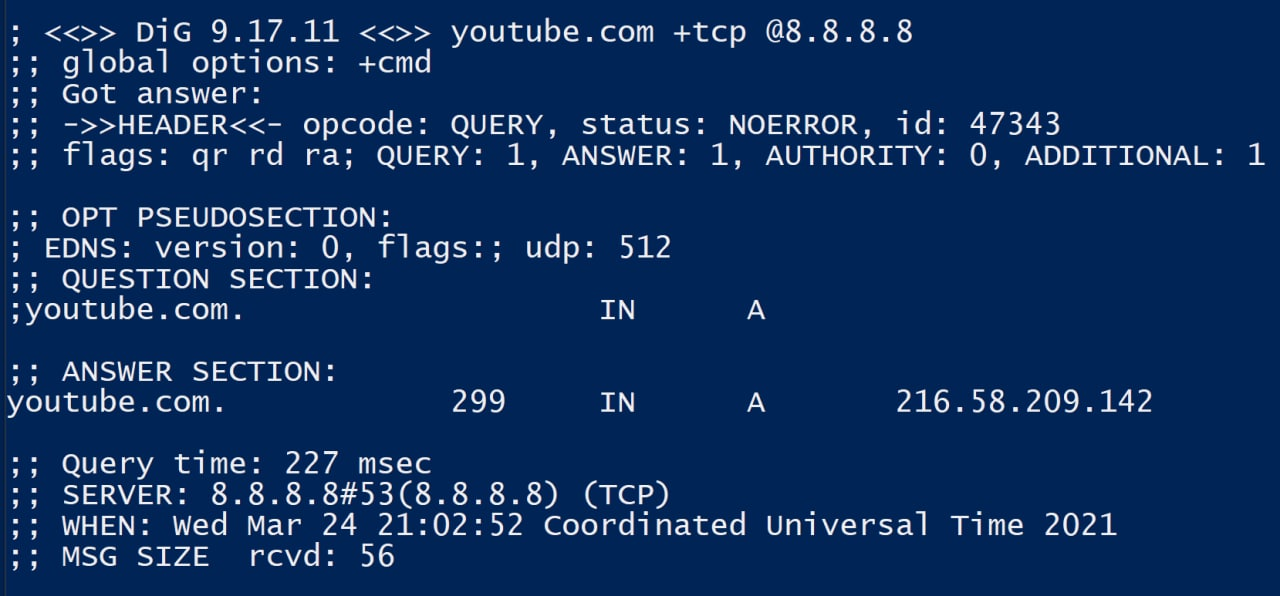 ; <<>> DiG 9.17.11 <<>> youtube.com +tcp @8.8.8.8
;; global options: +cmd
;; Got answer:
;; ->>HEADER<<- opcode: QUERY, status: NOERROR, id: 47343
;; flags: qr rd ra; QUERY: 1, ANSWER: 1, AUTHORITY: 0, ADDITIONAL: 1
;; OPT PSEUDOSECTION:
; EDNS: version: 0, flags:; udp: 512
;; QUESTION SECTION:
;youtube.com. IN A
;; ANSWER SECTION:
youtube.com. 299 IN A 216.58.209.142
;; Query time: 227 msec
;; SERVER: 8.8.8.8#53(8.8.8.8) (TCP)
;; WHEN: Wed Mar 24 21:02:52 Coordinated Universal Time 2021
;; MSG SIZE rcvd: 56